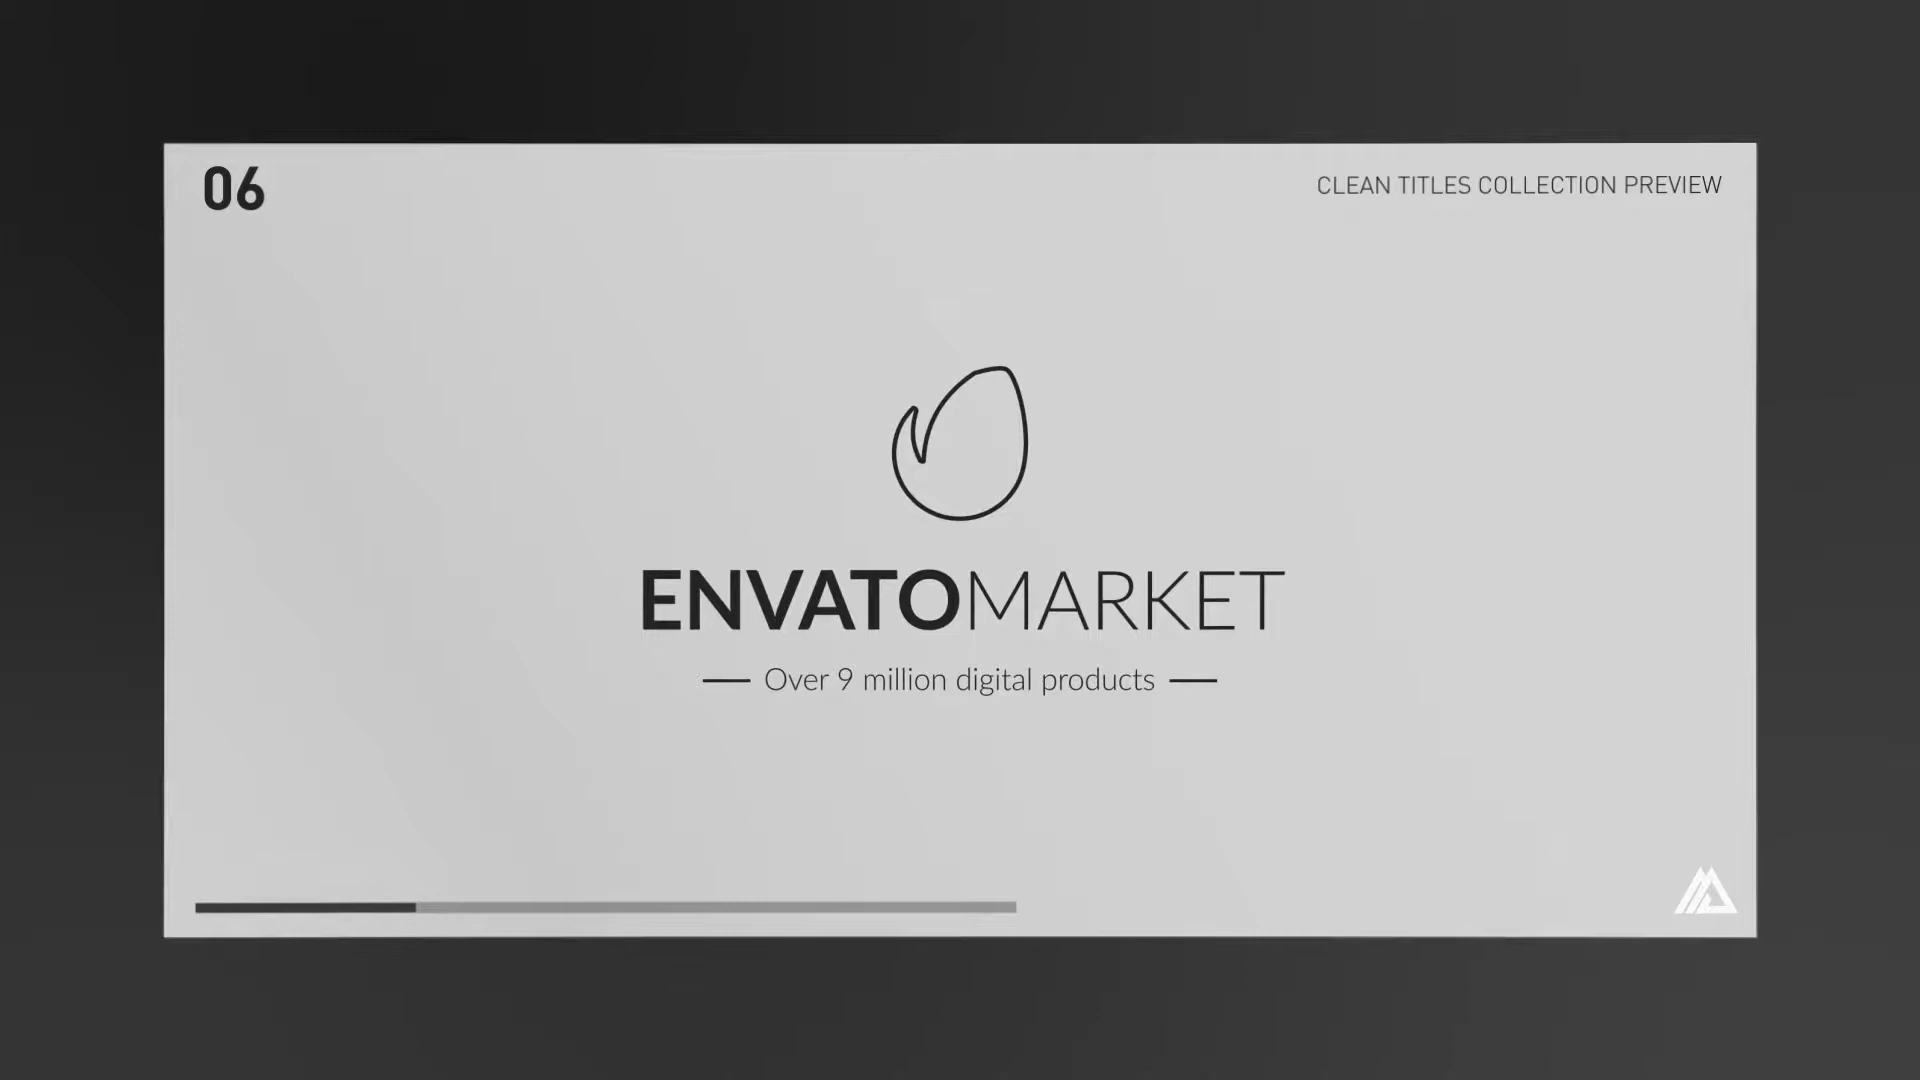 06
CLEAN TITLES COLLECTION PREVIEW
ENVATOMARKET
Over 9 million digital products